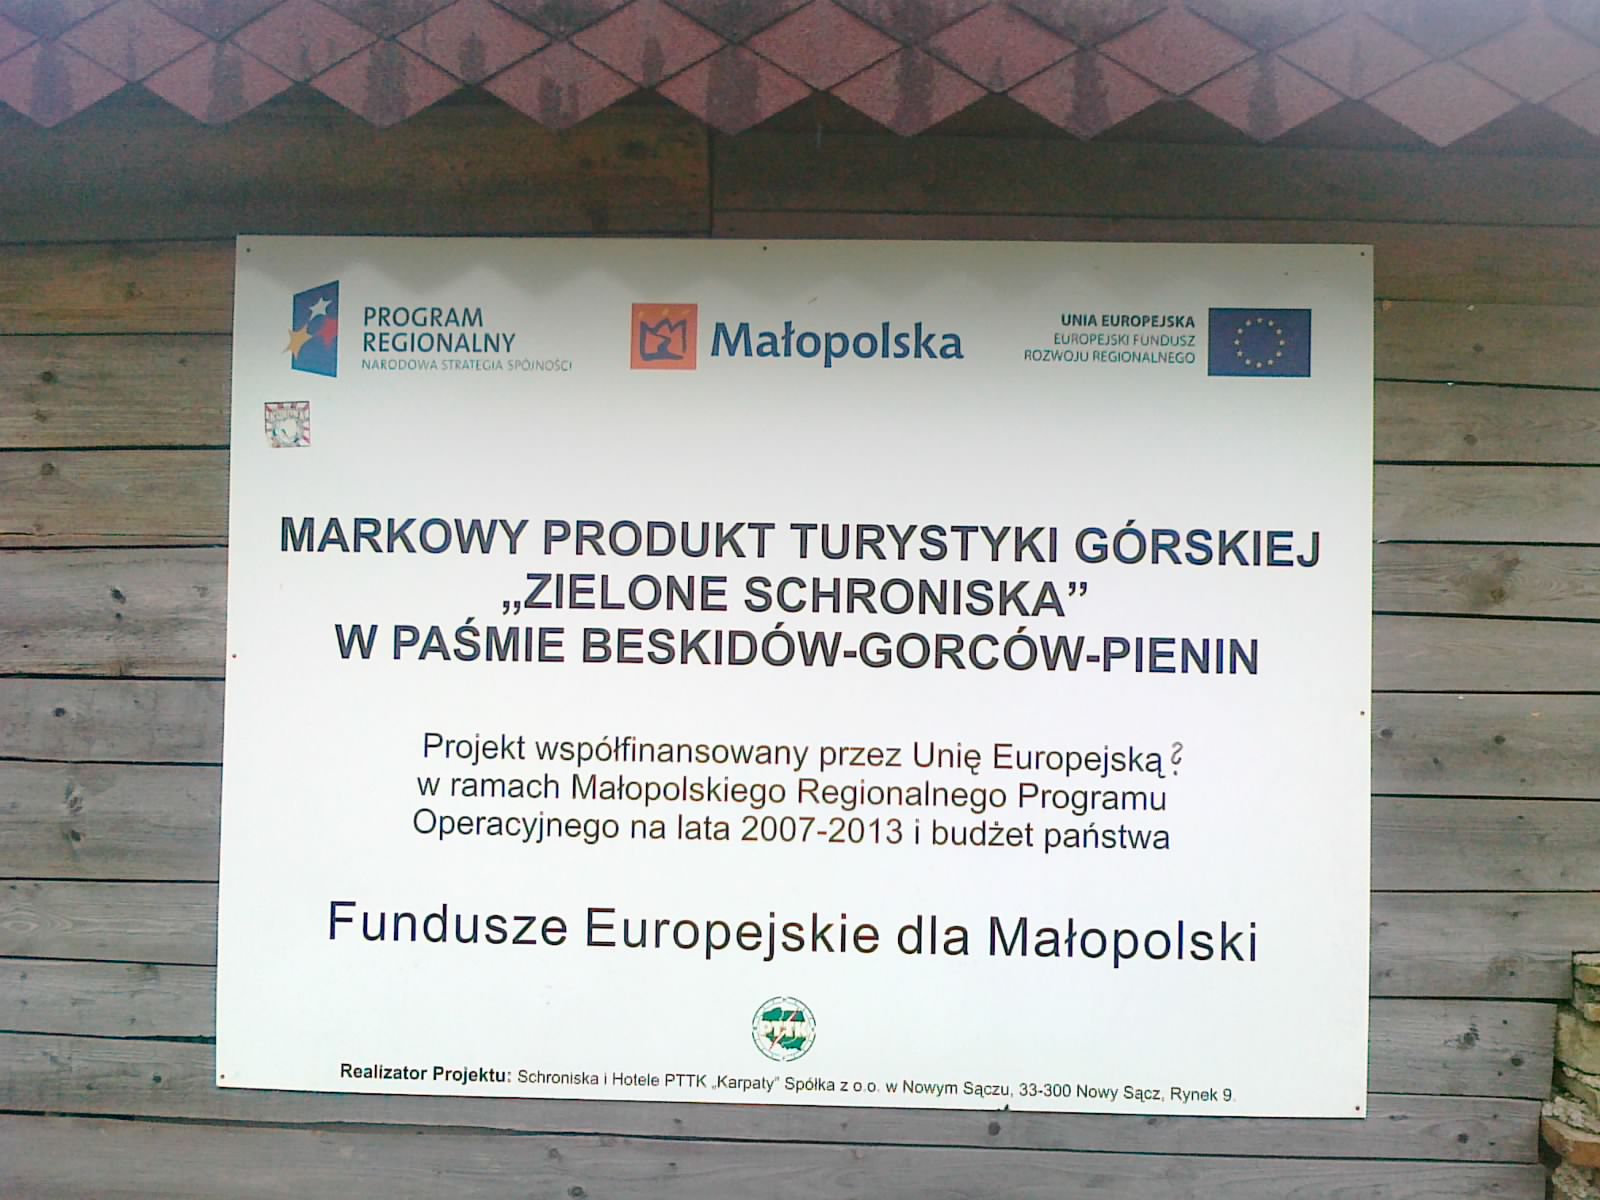 PROGRAM
REGIONALNY
NARODOWA STRATEGIA SPÓJNOŚCI
Małopolska
UNIA EUROPEJSKA
EUROPEJSKI FUNDUSZ
ROZWOJU REGIONALNEGO
MARKOWY PRODUKT TURYSTYKI GÓRSKIEJ
„ZIELONE SCHRONISKA”
W PAŚMIE BESKIDÓW-GORCÓW-PIENIN
Projekt współfinansowany przez Unię Europejską?
w ramach Małopolskiego Regionalnego Programu
Operacyjnego na lata 2007-2013 i budżet państwa
Fundusze Europejskie dla Małopolski
PTTK
Realizator Projektu: Schroniska i Hotele PTTK „Karpaty” Spółka z o.o. w Nowym Sączu, 33-300 Nowy Sącz, Rynek 9.